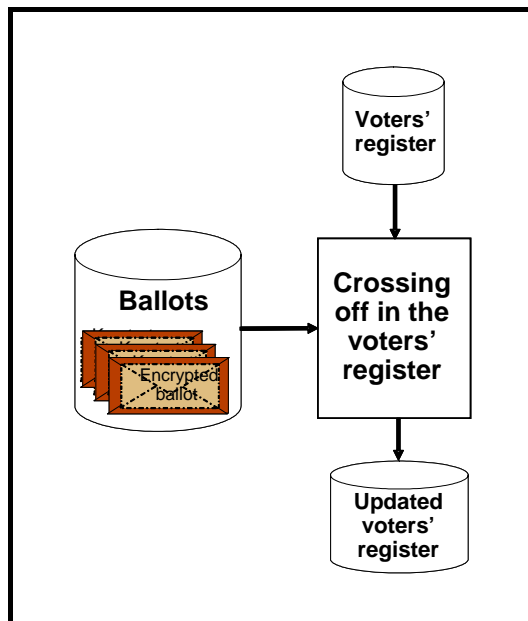 Voters’
register
Ballots
Encrypted
ballot
Crossing
off in the
voters’
register
Updated
voters’
register